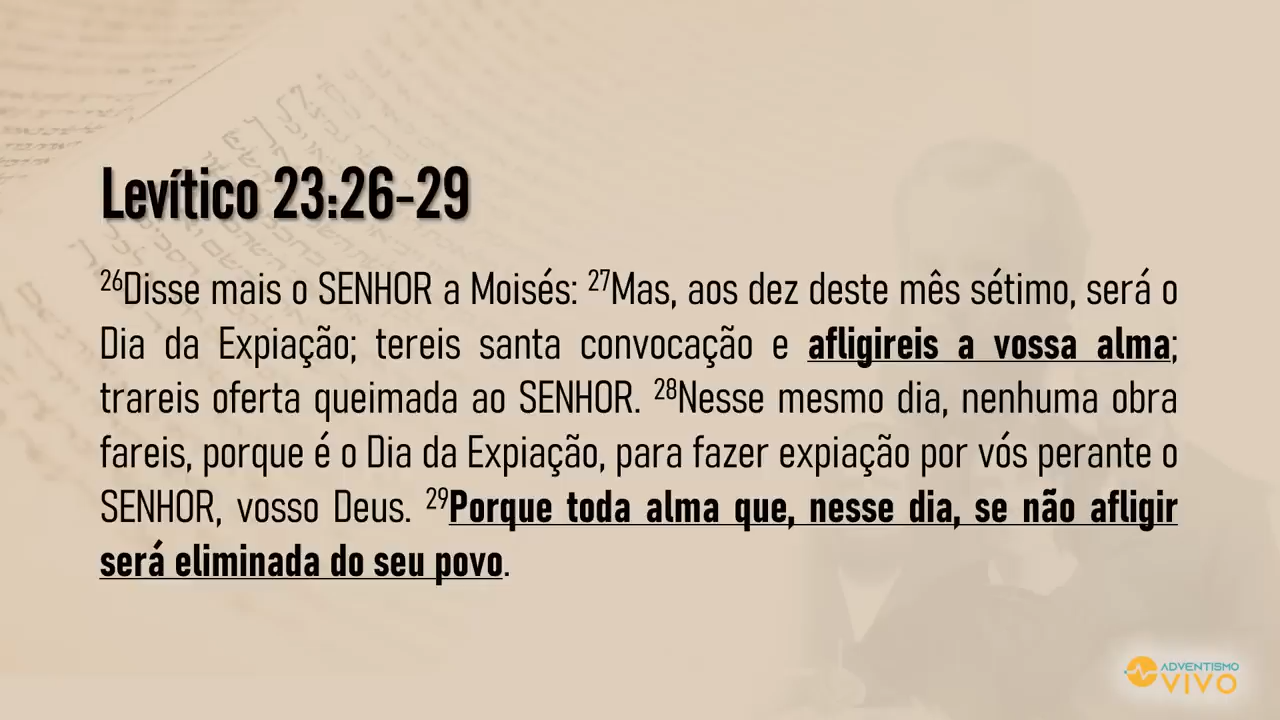 Levítico 23:26-29
26Disse mais o SENHOR a Moisés: 27Mas, aos dez deste mês sétimo, será o
Dia da Expiação; tereis santa convocação e afligireis a vossa alma;
trareis oferta queimada ao SENHOR. 28Nesse mesmo dia, nenhuma obra
fareis, porque é o Dia da Expiação, para fazer expiação por vós perante o
SENHOR, vosso Deus. 29Porque toda alma que, nesse dia, se não afligir
será eliminada do seu povo.
ADVENTISMO
VIVO